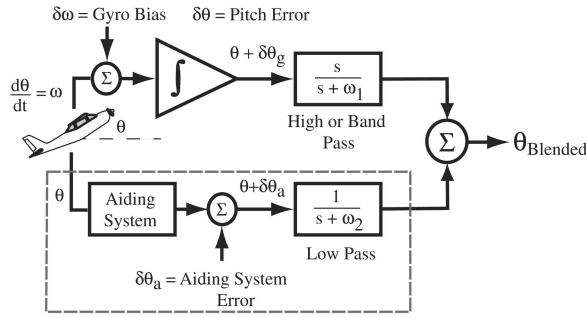 δω = Gyro Bias
δθ = Pitch Error
dθ
dt = ω
Σ
∫
θ + δθg
s
s + ω1
High or Band
Pass
θ
Σ
θBlended
θ
Aiding
System
Σ
θ+δθa
1
s + ω2
Low Pass
δθa = Aiding System
Error